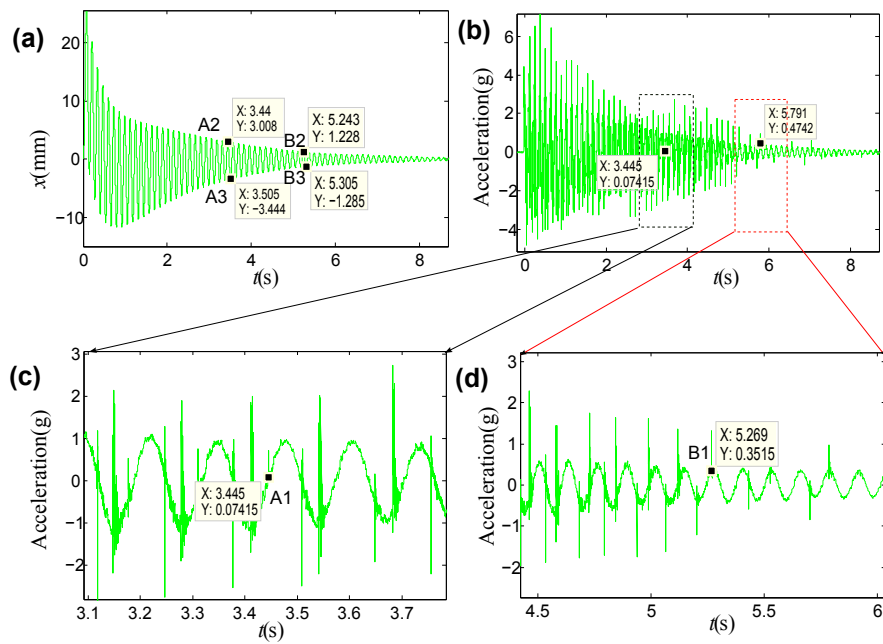 (a)
20
10
0
−10
x(mm)
A2
X: 3.44
Y: 3.008
B2
X: 5.243
Y: 1.228
A3
X: 3.505
Y: −3.444
B3
X: 5.305
Y: −1.285
0
2
4
6
8
t(s)
(b)
6
4
2
0
−2
−4
Acceleration(g)
X: 5.791
Y: 0.4742
X: 3.445
Y: 0.07415
0
2
4
6
8
t(s)
(c)
3
2
1
0
−1
−2
Acceleration(g)
X: 3.445
Y: 0.07415
A1
3.1
3.2
3.3
3.4
3.5
3.6
3.7
t(s)
(d)
3
2
1
0
−1
−2
Acceleration(g)
B1
X: 5.269
Y: 0.3515
4.5
5
5.5
6
t(s)